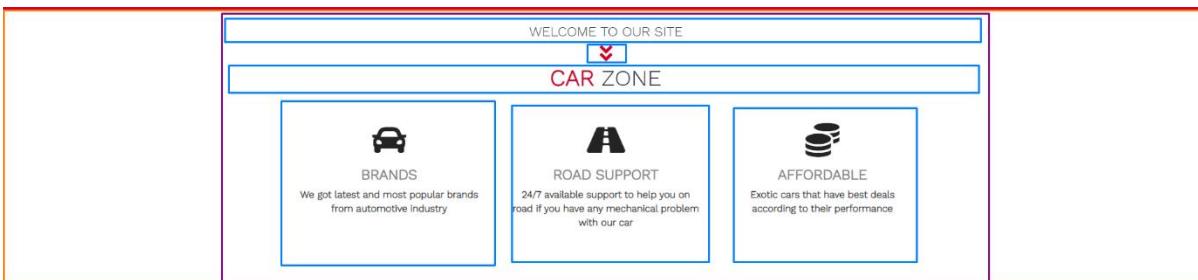 WELCOME TO OUR SITE
CAR ZONE
BRANDS
We got latest and most popular brands
from automotive industry
ROAD SUPPORT
24/7 available support to help you on
road if you have any mechanical problem
with our car
AFFORDABLE
Exotic cars that have best deals
according to their performance